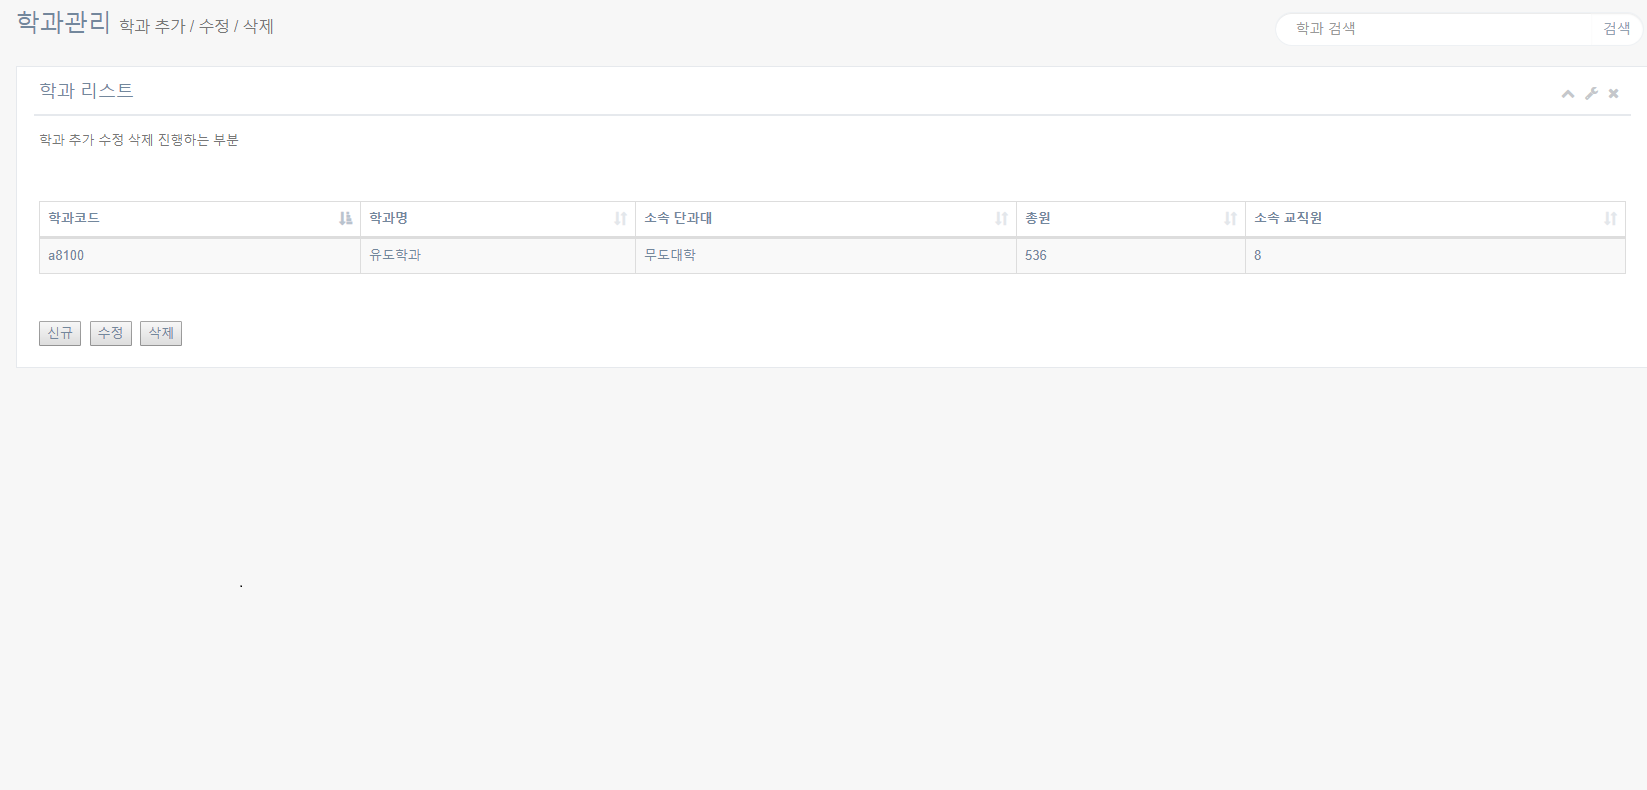 학과관리 학과 추가 / 수정 / 삭제
학과 검색 검색
학과 리스트
학과 추가 수정 삭제 진행하는 부분
학과코드 학과명 소속 단과대 총원 소속 교직원
a8100 유도학과 무도대학 536 8
신규 수정 삭제
.